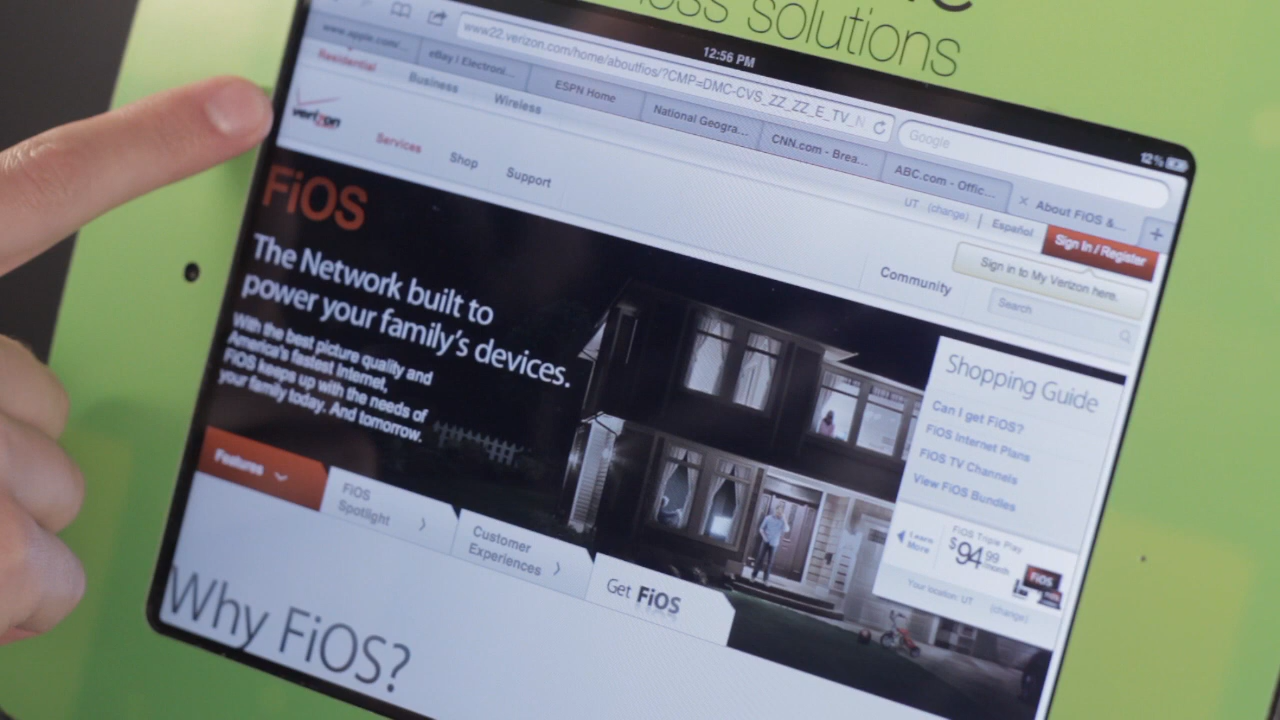 solutions
12:56 PM
12%
www22.verizon.com/home/aboutfios/?CMP=DMC-CVS_ZZ_ZZ_E_TV_N
Google
www.apple.com/...
eBay | Electroni...
ESPN Home
National Geogra...
CNN.com - Brea...
ABC.com - Offic...
× About FiOS &...
+
Residential
Business
Wireless
UT (change) | Español
Sign In / Register
verizon
Services
Shop
Support
Community
Sign in to My Verizon here.
Search
FiOS
The Network built to
power your family's devices.
With the best picture quality and
America's fastest Internet,
FiOS keeps up with the needs of
your family today. And tomorrow.
Shopping Guide
Can I get FiOS?
FiOS Internet Plans
FiOS TV Channels
View FiOS Bundles
Learn
More
FiOS Triple Play
$94.99
/month
FiOS
Your location: UT (change)
Features
FiOS
Spotlight
Customer
Experiences
Get FiOS
Why FiOS?